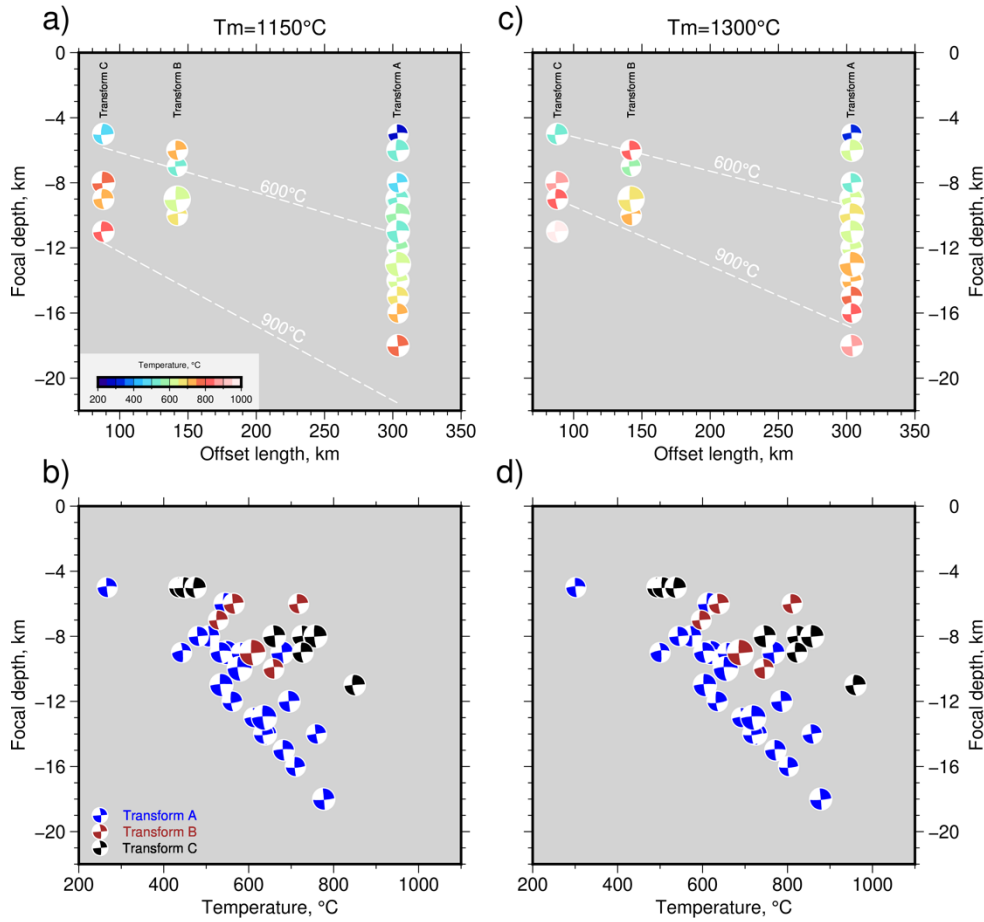 a)
Tm=1150°C
0
−4
−8
−12
−16
−20
Focal depth, km
Transform C
Transform B
Transform A
600°C
900°C
Temperature, °C
200 400 600 800 1000
100 150 200 250 300 350
Offset length, km
c)
Tm=1300°C
Transform C
Transform B
Transform A
600°C
900°C
0
−4
−8
−12
−16
−20
Focal depth, km
100 150 200 250 300 350
Offset length, km
b)
0
−4
−8
−12
−16
−20
Focal depth, km
Transform A
Transform B
Transform C
200 400 600 800 1000
Temperature, °C
d)
0
−4
−8
−12
−16
−20
Focal depth, km
200 400 600 800 1000
Temperature, °C